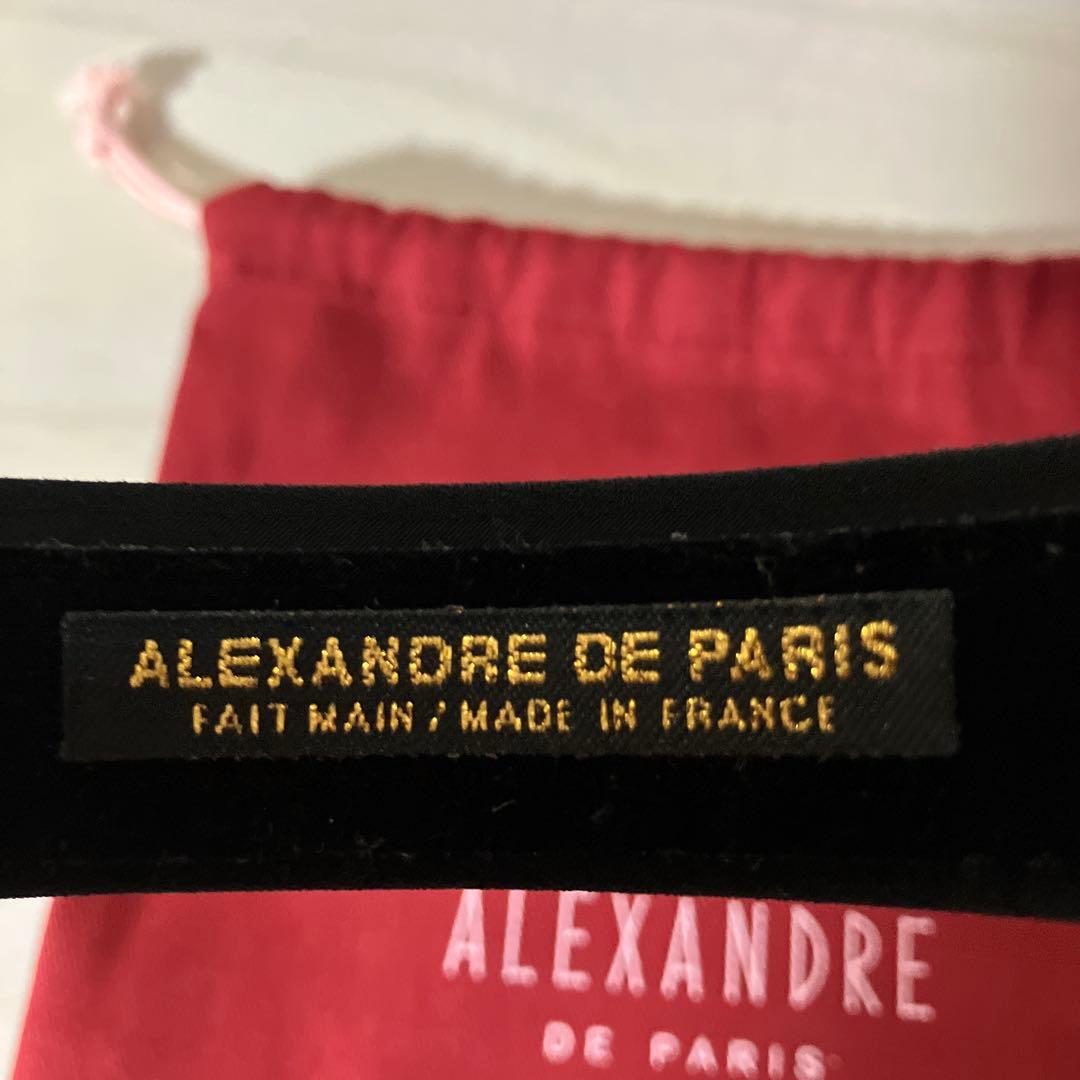 ALEXANDRE DE PARIS
FAIT MAIN / MADE IN FRANCE
ALEXANDRE
DE PARIS